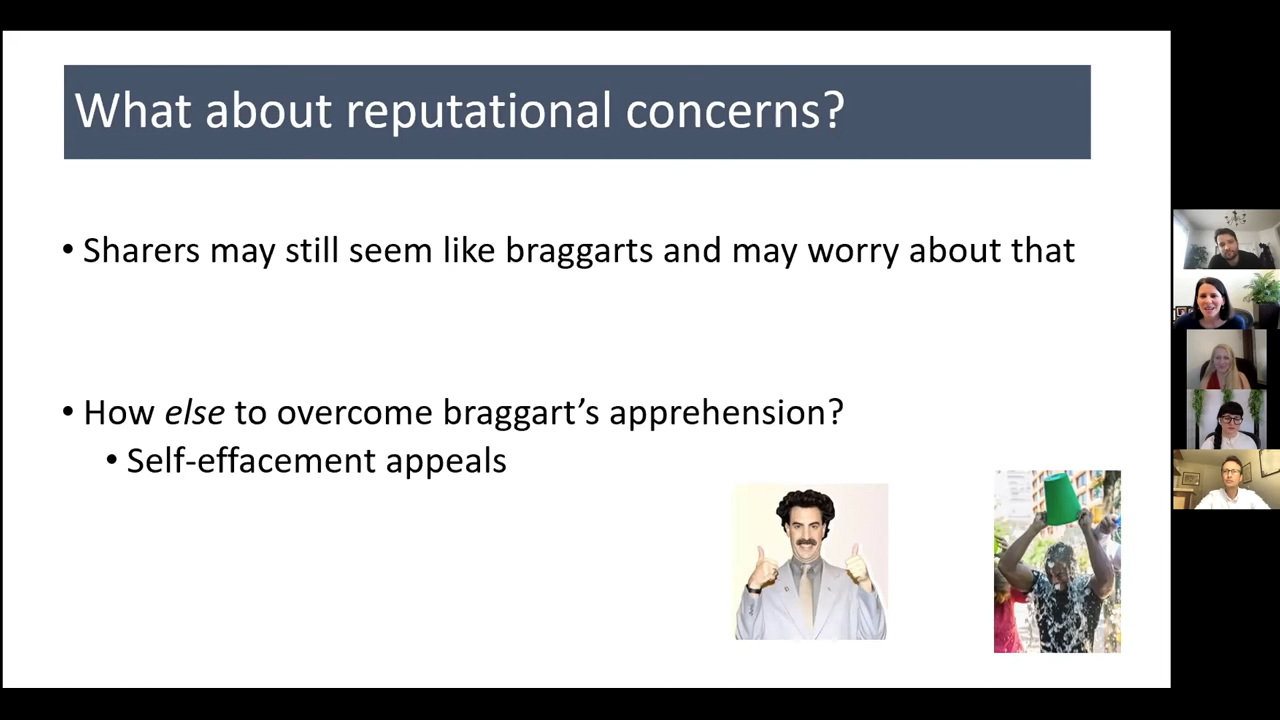 What about reputational concerns?
• Sharers may still seem like braggarts and may worry about that
• How else to overcome braggart’s apprehension?
• Self-effacement appeals